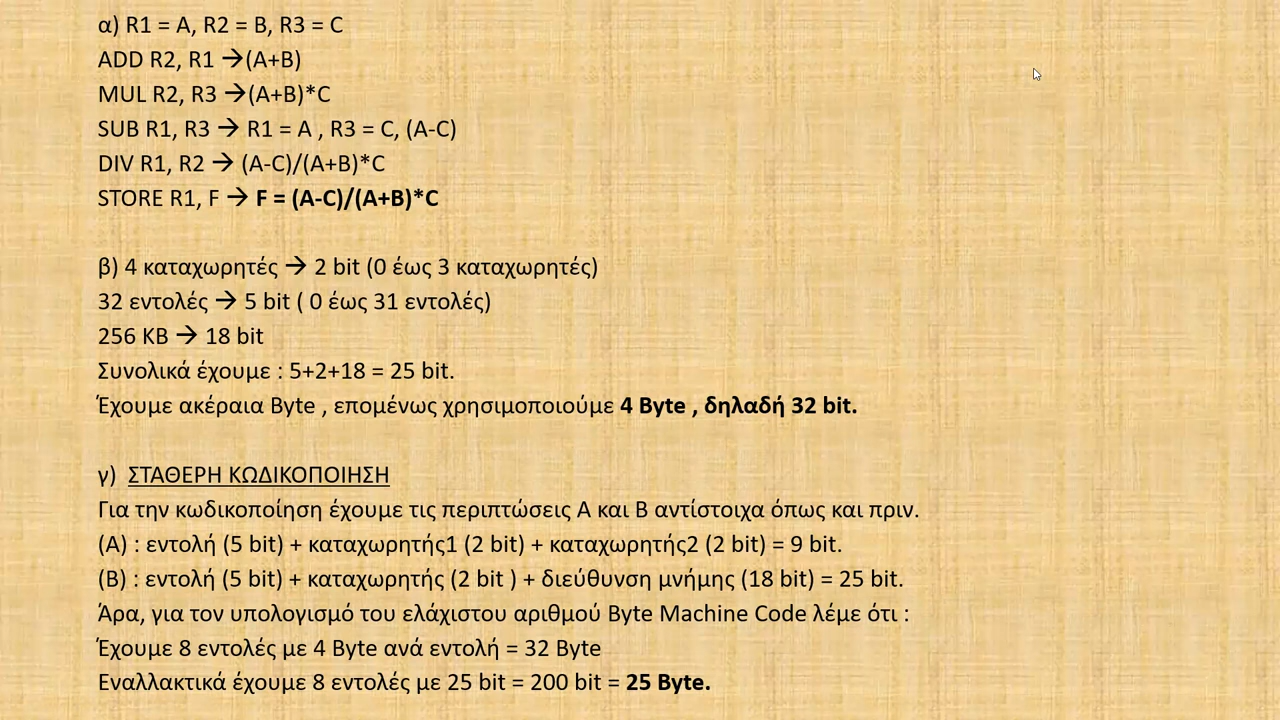 α) R1 = A, R2 = B, R3 = C
ADD R2, R1 →(A+B)
MUL R2, R3 →(A+B)*C
SUB R1, R3 → R1 = A , R3 = C, (A-C)
DIV R1, R2 → (A-C)/(A+B)*C
STORE R1, F → F = (A-C)/(A+B)*C
β) 4 καταχωρητές → 2 bit (0 έως 3 καταχωρητές)
32 εντολές → 5 bit ( 0 έως 31 εντολές)
256 KB → 18 bit
Συνολικά έχουμε : 5+2+18 = 25 bit.
Έχουμε ακέραια Byte , επομένως χρησιμοποιούμε 4 Byte , δηλαδή 32 bit.
γ) ΣΤΑΘΕΡΗ ΚΩΔΙΚΟΠΟΙΗΣΗ
Για την κωδικοποίηση έχουμε τις περιπτώσεις Α και Β αντίστοιχα όπως και πριν.
(Α) : εντολή (5 bit) + καταχωρητής1 (2 bit) + καταχωρητής2 (2 bit) = 9 bit.
(Β) : εντολή (5 bit) + καταχωρητής (2 bit ) + διεύθυνση μνήμης (18 bit) = 25 bit.
Άρα, για τον υπολογισμό του ελάχιστου αριθμού Byte Machine Code λέμε ότι :
Έχουμε 8 εντολές με 4 Byte ανά εντολή = 32 Byte
Εναλλακτικά έχουμε 8 εντολές με 25 bit = 200 bit = 25 Byte.